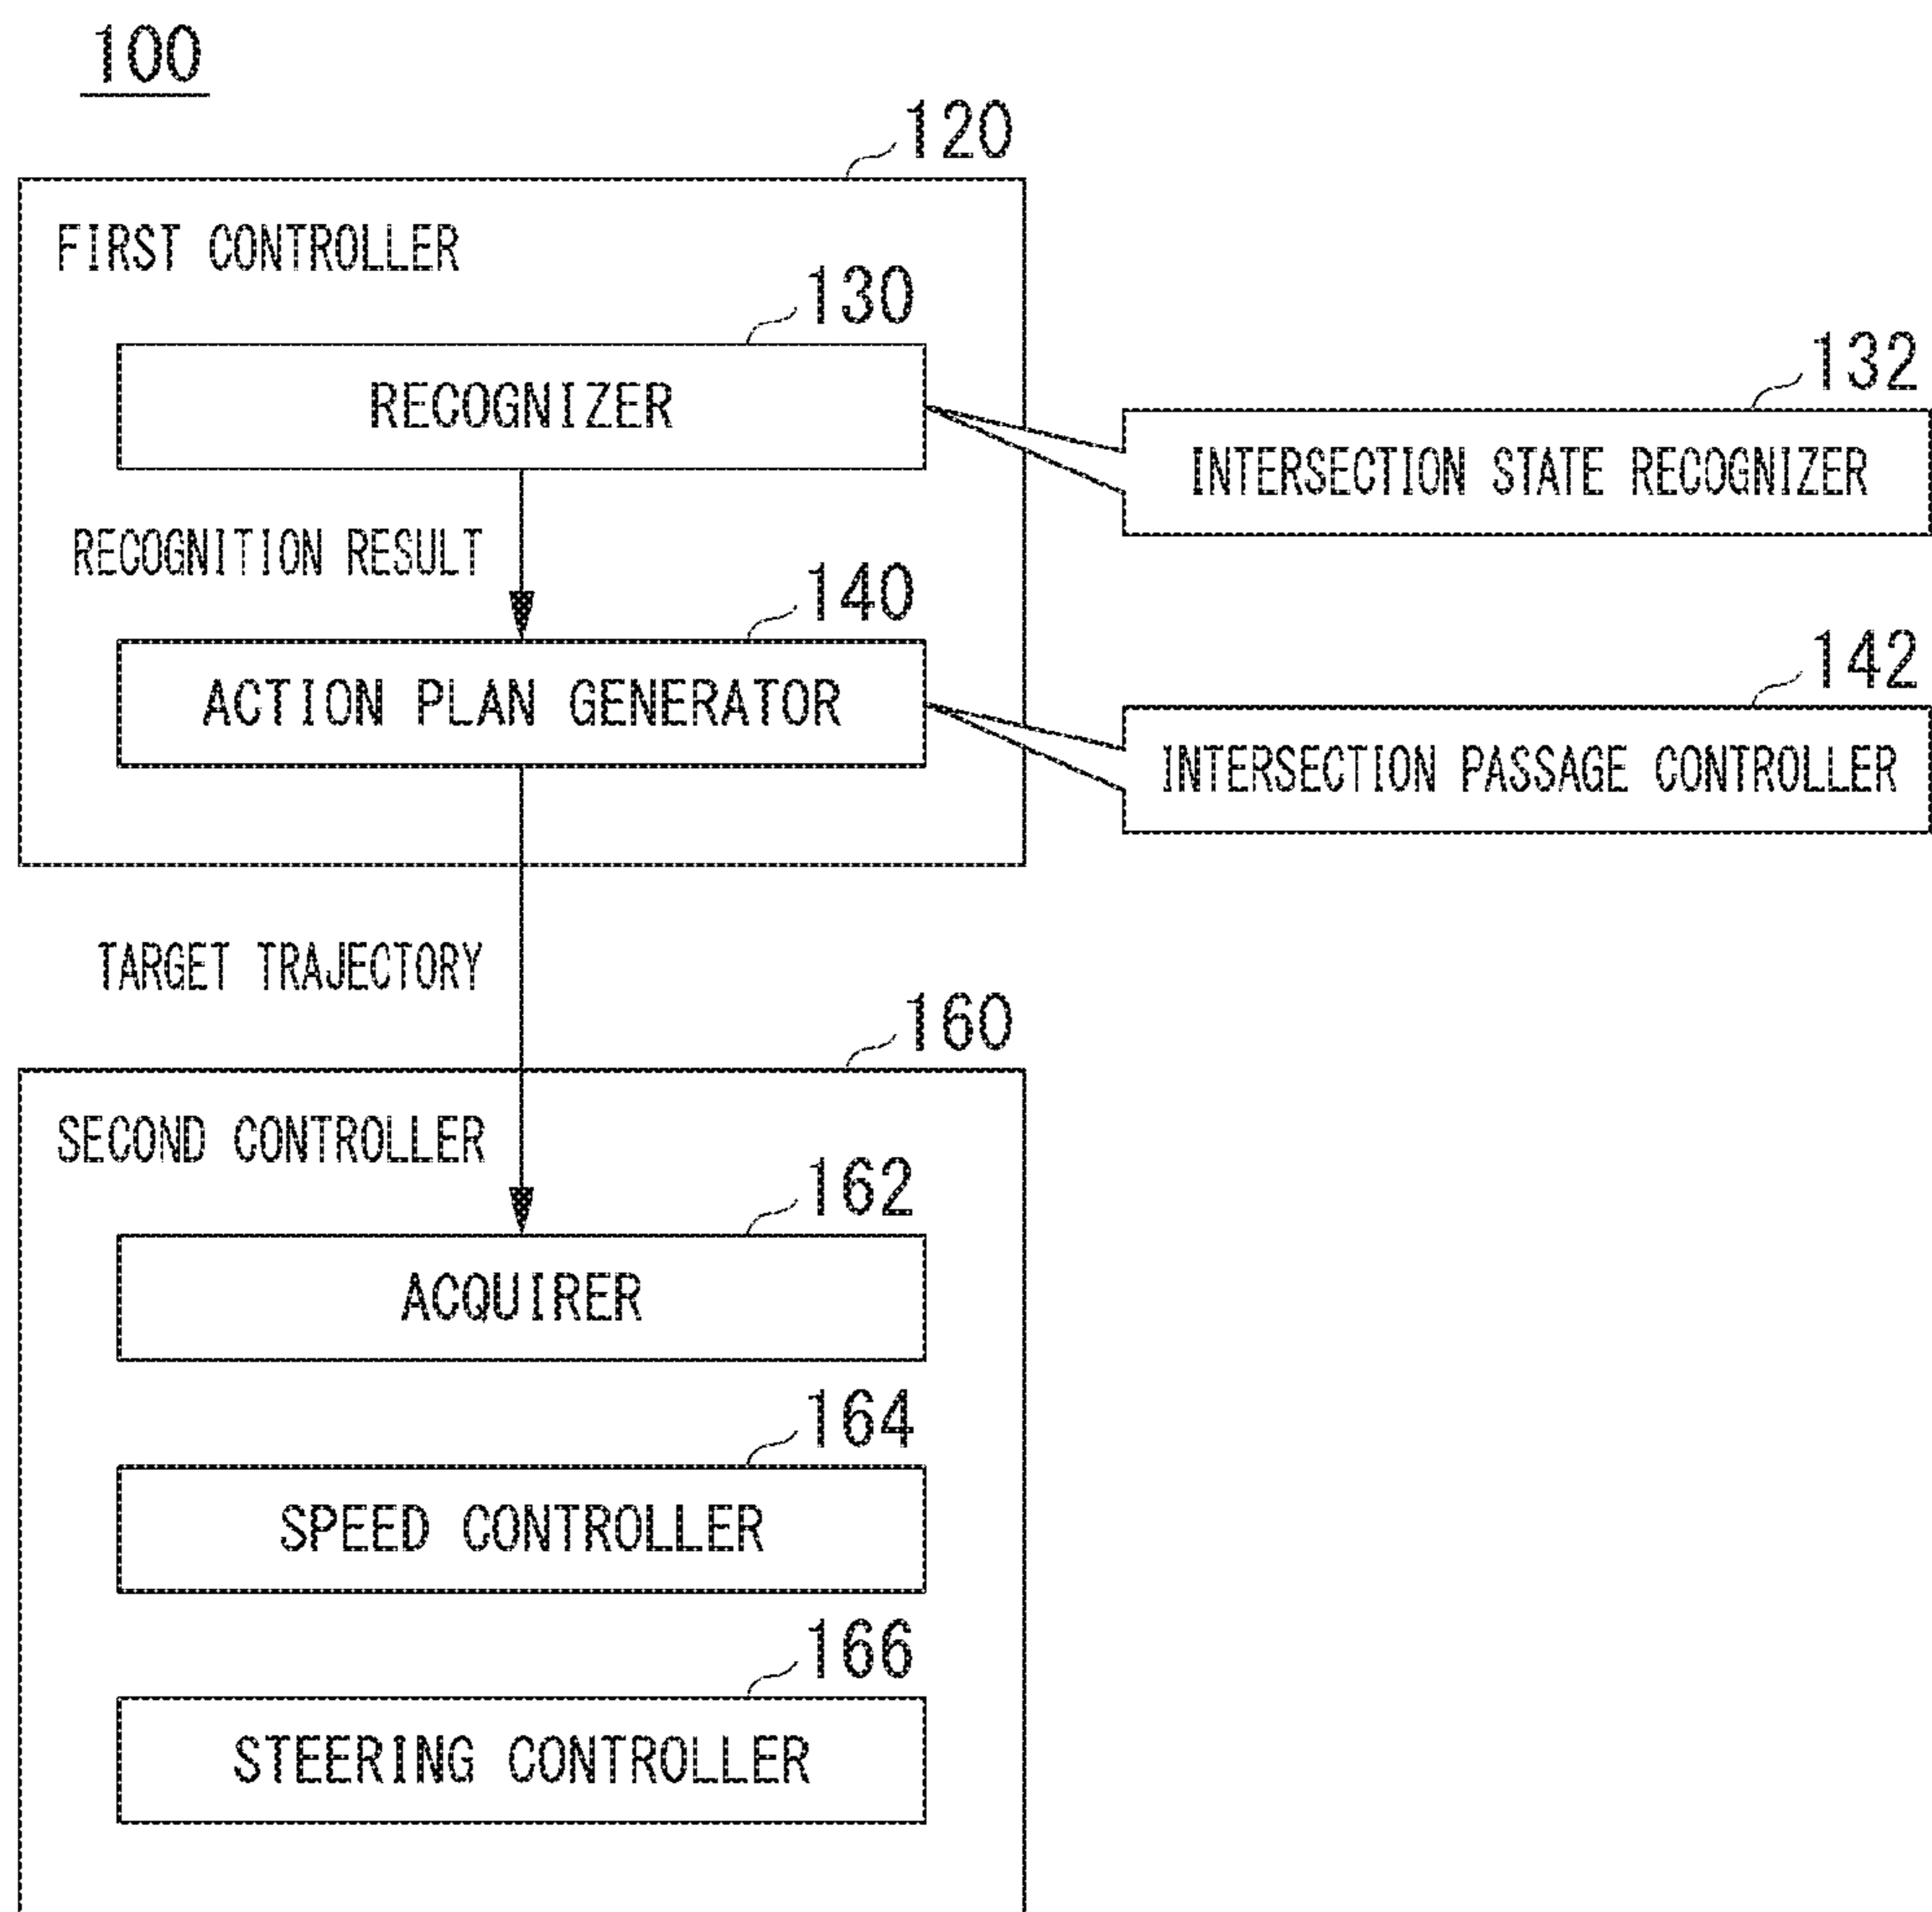 100
120
FIRST CONTROLLER
130
RECOGNIZER
132
INTERSECTION STATE RECOGNIZER
RECOGNITION RESULT
140
ACTION PLAN GENERATOR
142
INTERSECTION PASSAGE CONTROLLER
TARGET TRAJECTORY
160
SECOND CONTROLLER
162
ACQUIRER
164
SPEED CONTROLLER
166
STEERING CONTROLLER